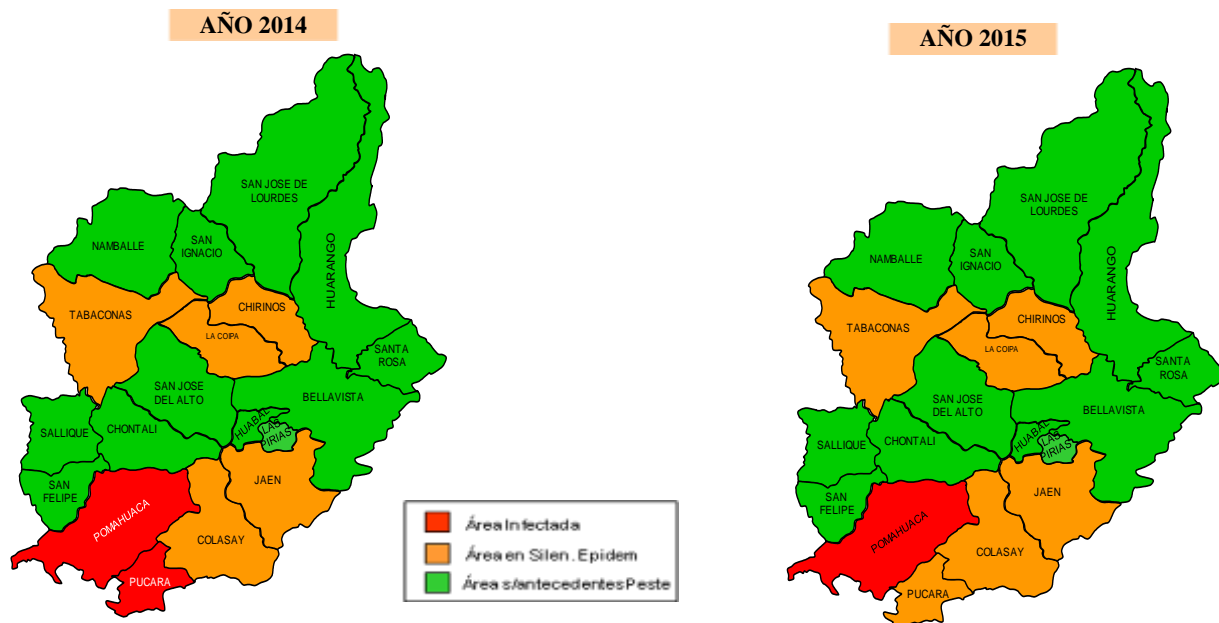 AÑO 2014
SAN JOSE DE
LOURDES
NAMBALLE
SAN
IGNACIO
HUARANGO
TABACONAS
CHIRINOS
LA COIPA
SANTA
ROSA
SAN JOSE
DEL ALTO
BELLAVISTA
SALLIQUE
CHONTALI
HUABAL
LAS
PIRIAS
SAN
FELIPE
JAEN
POMAHUACA
COLASAY
PUCARA
Área Infectada
Área en Silen. Epidem
Área s/antecedentes Peste
AÑO 2015
SAN JOSE DE
LOURDES
NAMBALLE
SAN
IGNACIO
HUARANGO
TABACONAS
CHIRINOS
LA COIPA
SANTA
ROSA
SAN JOSE
DEL ALTO
BELLAVISTA
SALLIQUE
CHONTALI
HUABAL
LAS
PIRIAS
SAN
FELIPE
JAEN
POMAHUACA
COLASAY
PUCARA